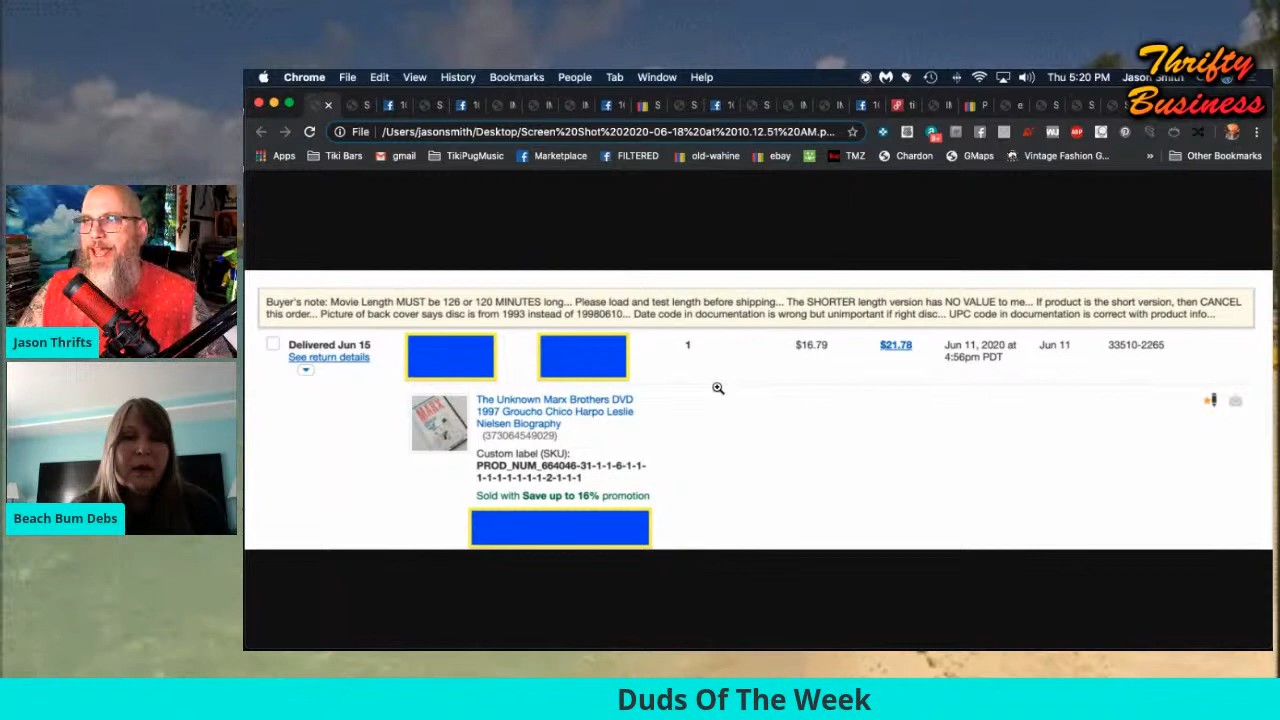 Thrifty
Business
Chrome File Edit View History Bookmarks People Tab Window Help Thu 5:20 PM Jason Smith
File /Users/jasonsmith/Desktop/Screen%20Shot%202020-06-18%20at%2010.12.51%20AM.p...
Apps Tiki Bars gmail TikiPugMusic Marketplace FILTERED old-wahine ebay TMZ Chardon GMaps Vintage Fashion G... » Other Bookmarks
Buyer's note: Movie Length MUST be 126 or 120 MINUTES long... Please load and test length before shipping... The SHORTER length version has NO VALUE to me... If product is the short version, then CANCEL
this order... Picture of back cover says disc is from 1993 instead of 19980610... Date code in documentation is wrong but unimportant if right disc... UPC code in documentation is correct with product info...
Delivered Jun 15 1 $16.79 $21.78 Jun 11, 2020 at Jun 11 33510-2265
See return details 4:56pm PDT
MARX
The Unknown Marx Brothers DVD
1997 Groucho Chico Harpo Leslie
Nielsen Biography
(373064549029)
Custom label (SKU):
PROD_NUM_664046-31-1-1-6-1-1-
1-1-1-1-1-1-1-2-1-1-1
Sold with Save up to 16% promotion
Jason Thrifts
Beach Bum Debs
Duds Of The Week